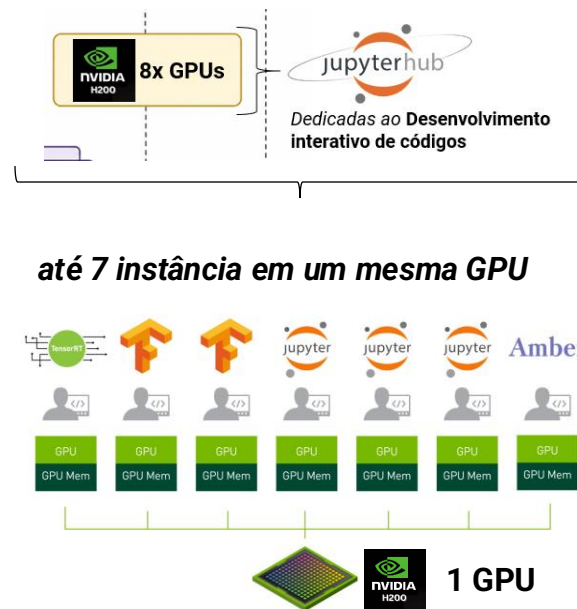 NVIDIA
H200
8x GPUs
jupyterhub
Dedicadas ao Desenvolvimento
interativo de códigos
até 7 instância em um mesma GPU
TensorRT
jupyter jupyter jupyter Amber
GPU GPU GPU GPU GPU GPU GPU
GPU Mem GPU Mem GPU Mem GPU Mem GPU Mem GPU Mem GPU Mem
NVIDIA
H200
1 GPU